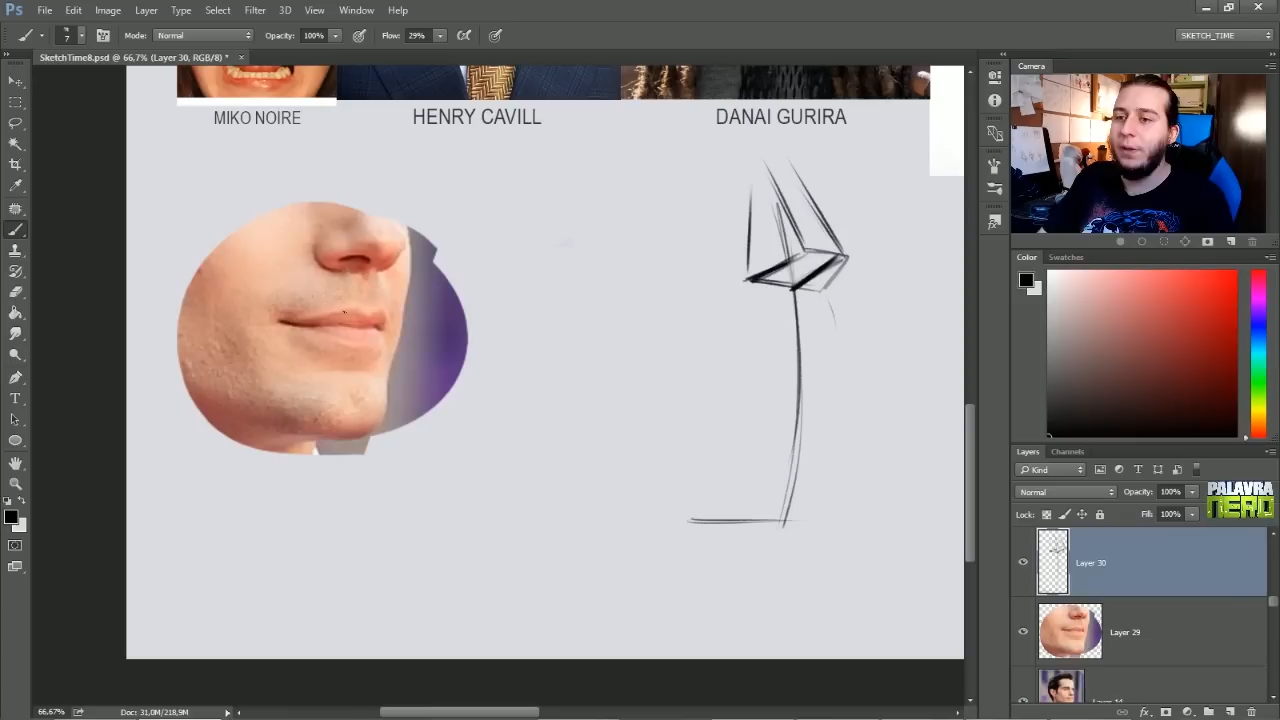 Ps File Edit Image Layer Type Select Filter 3D View Window Help
7 Mode: Normal Opacity: 100% Flow: 29% SKETCH_TIME
SketchTime8.psd @ 66,7% (Layer 30, RGB/8) *
Camera
MIKO NOIRE HENRY CAVILL DANAI GURIRA
Color Swatches
Layers Channels
Kind
Normal Opacity: 100%
PALAVRA
NERD
Lock: Fill: 100%
Layer 30
Layer 29
Layer 14
66,67% Doc: 31,0M/218,9M